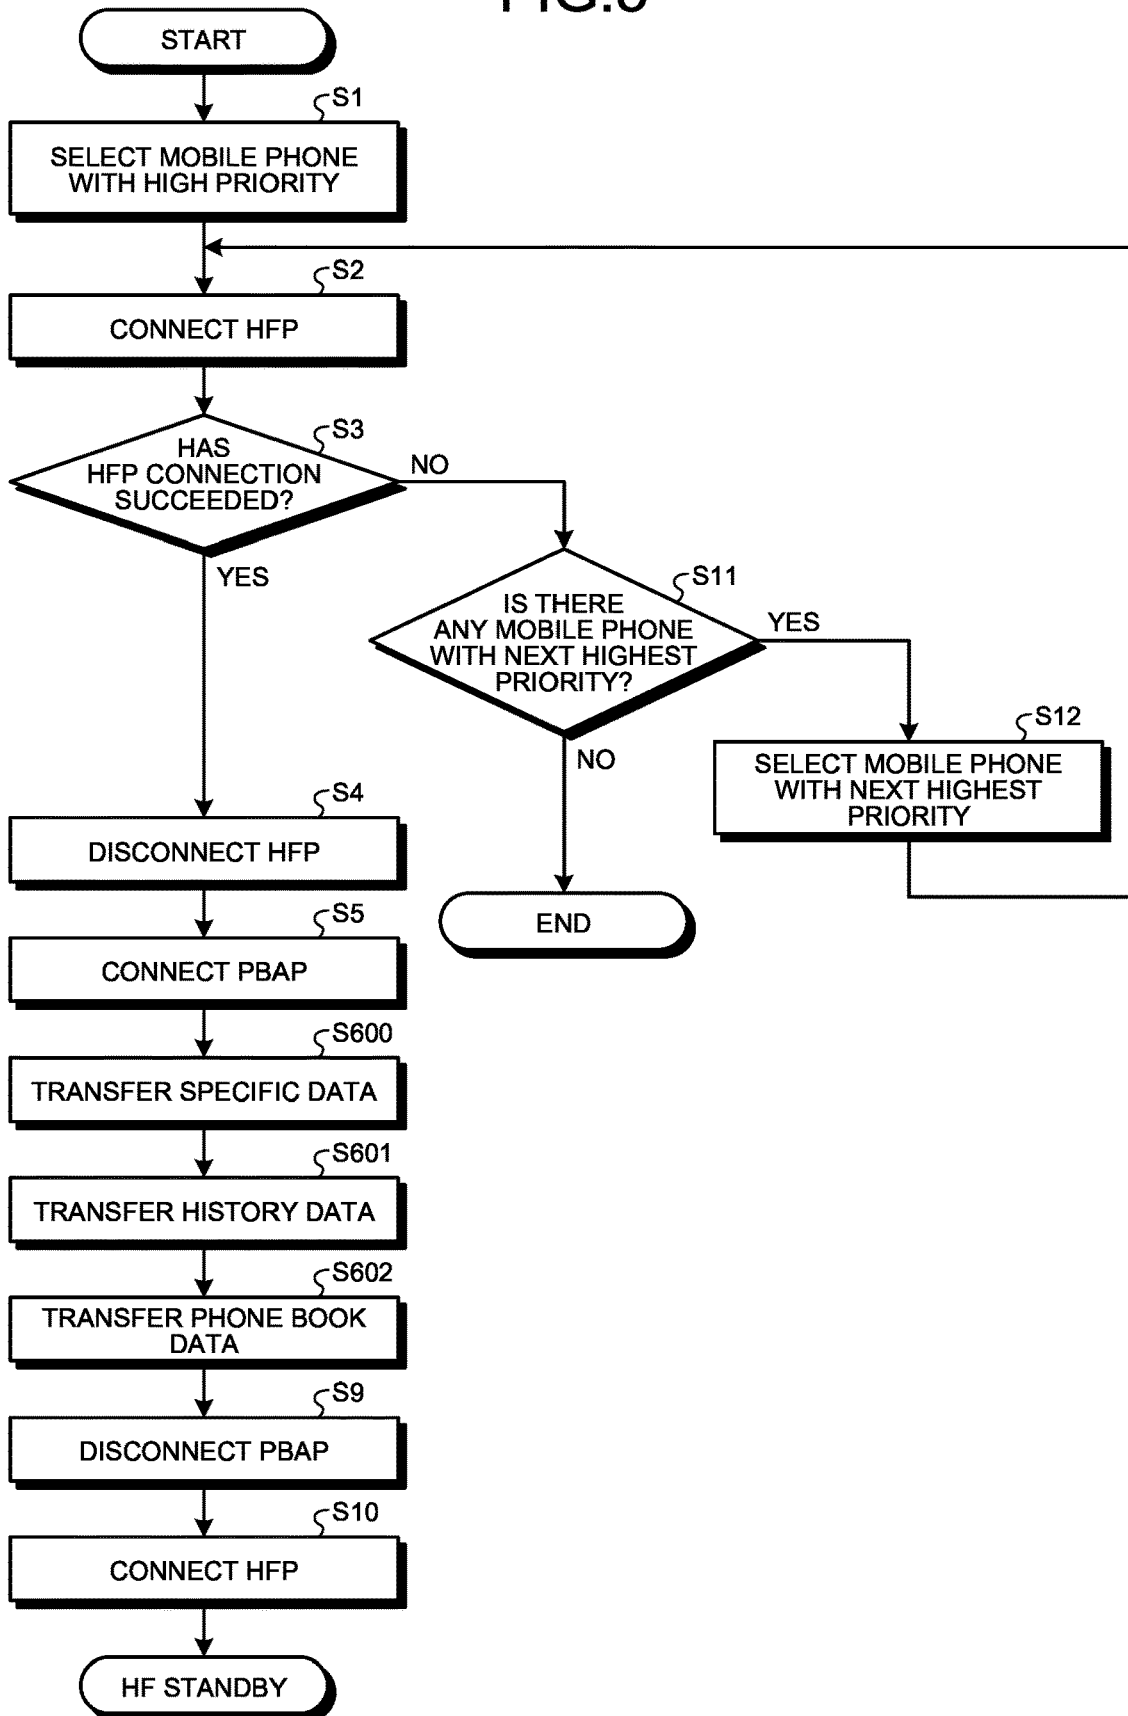 START
S1
SELECT MOBILE PHONE
WITH HIGH PRIORITY
S2
CONNECT HFP
S3
HAS
HFP CONNECTION
SUCCEEDED?
NO
YES
S11
IS THERE
ANY MOBILE PHONE
WITH NEXT HIGHEST
PRIORITY?
YES
NO
S12
SELECT MOBILE PHONE
WITH NEXT HIGHEST
PRIORITY
END
S4
DISCONNECT HFP
S5
CONNECT PBAP
S600
TRANSFER SPECIFIC DATA
S601
TRANSFER HISTORY DATA
S602
TRANSFER PHONE BOOK
DATA
S9
DISCONNECT PBAP
S10
CONNECT HFP
HF STANDBY